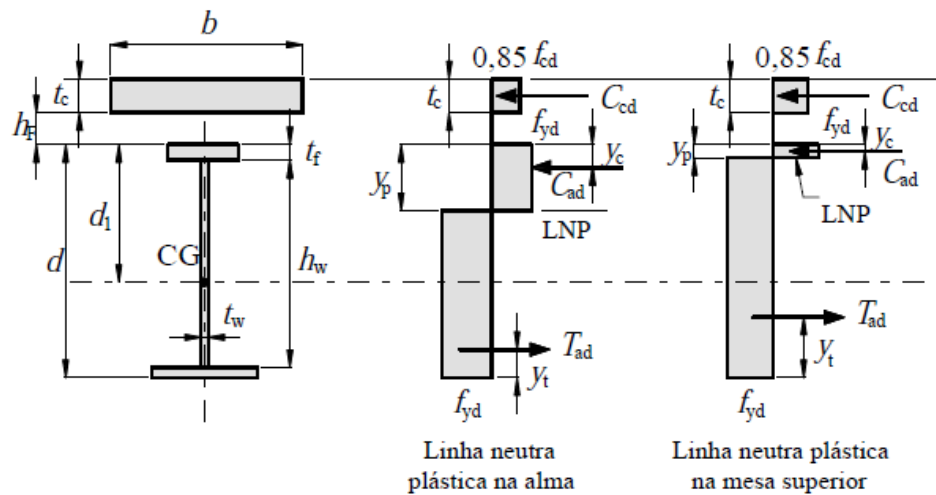 b
0,85 f_cd
0,85 f_cd
t_c
t_c
C_cd
t_c
C_cd
h_F
f_yd
f_yd
t_f
y_c
y_p
y_c
y_p
C_ad
C_ad
d_1
LNP
LNP
d
CG
h_w
t_w
T_ad
T_ad
y_t
y_t
f_yd
f_yd
Linha neutra
plástica na alma
Linha neutra plástica
na mesa superior